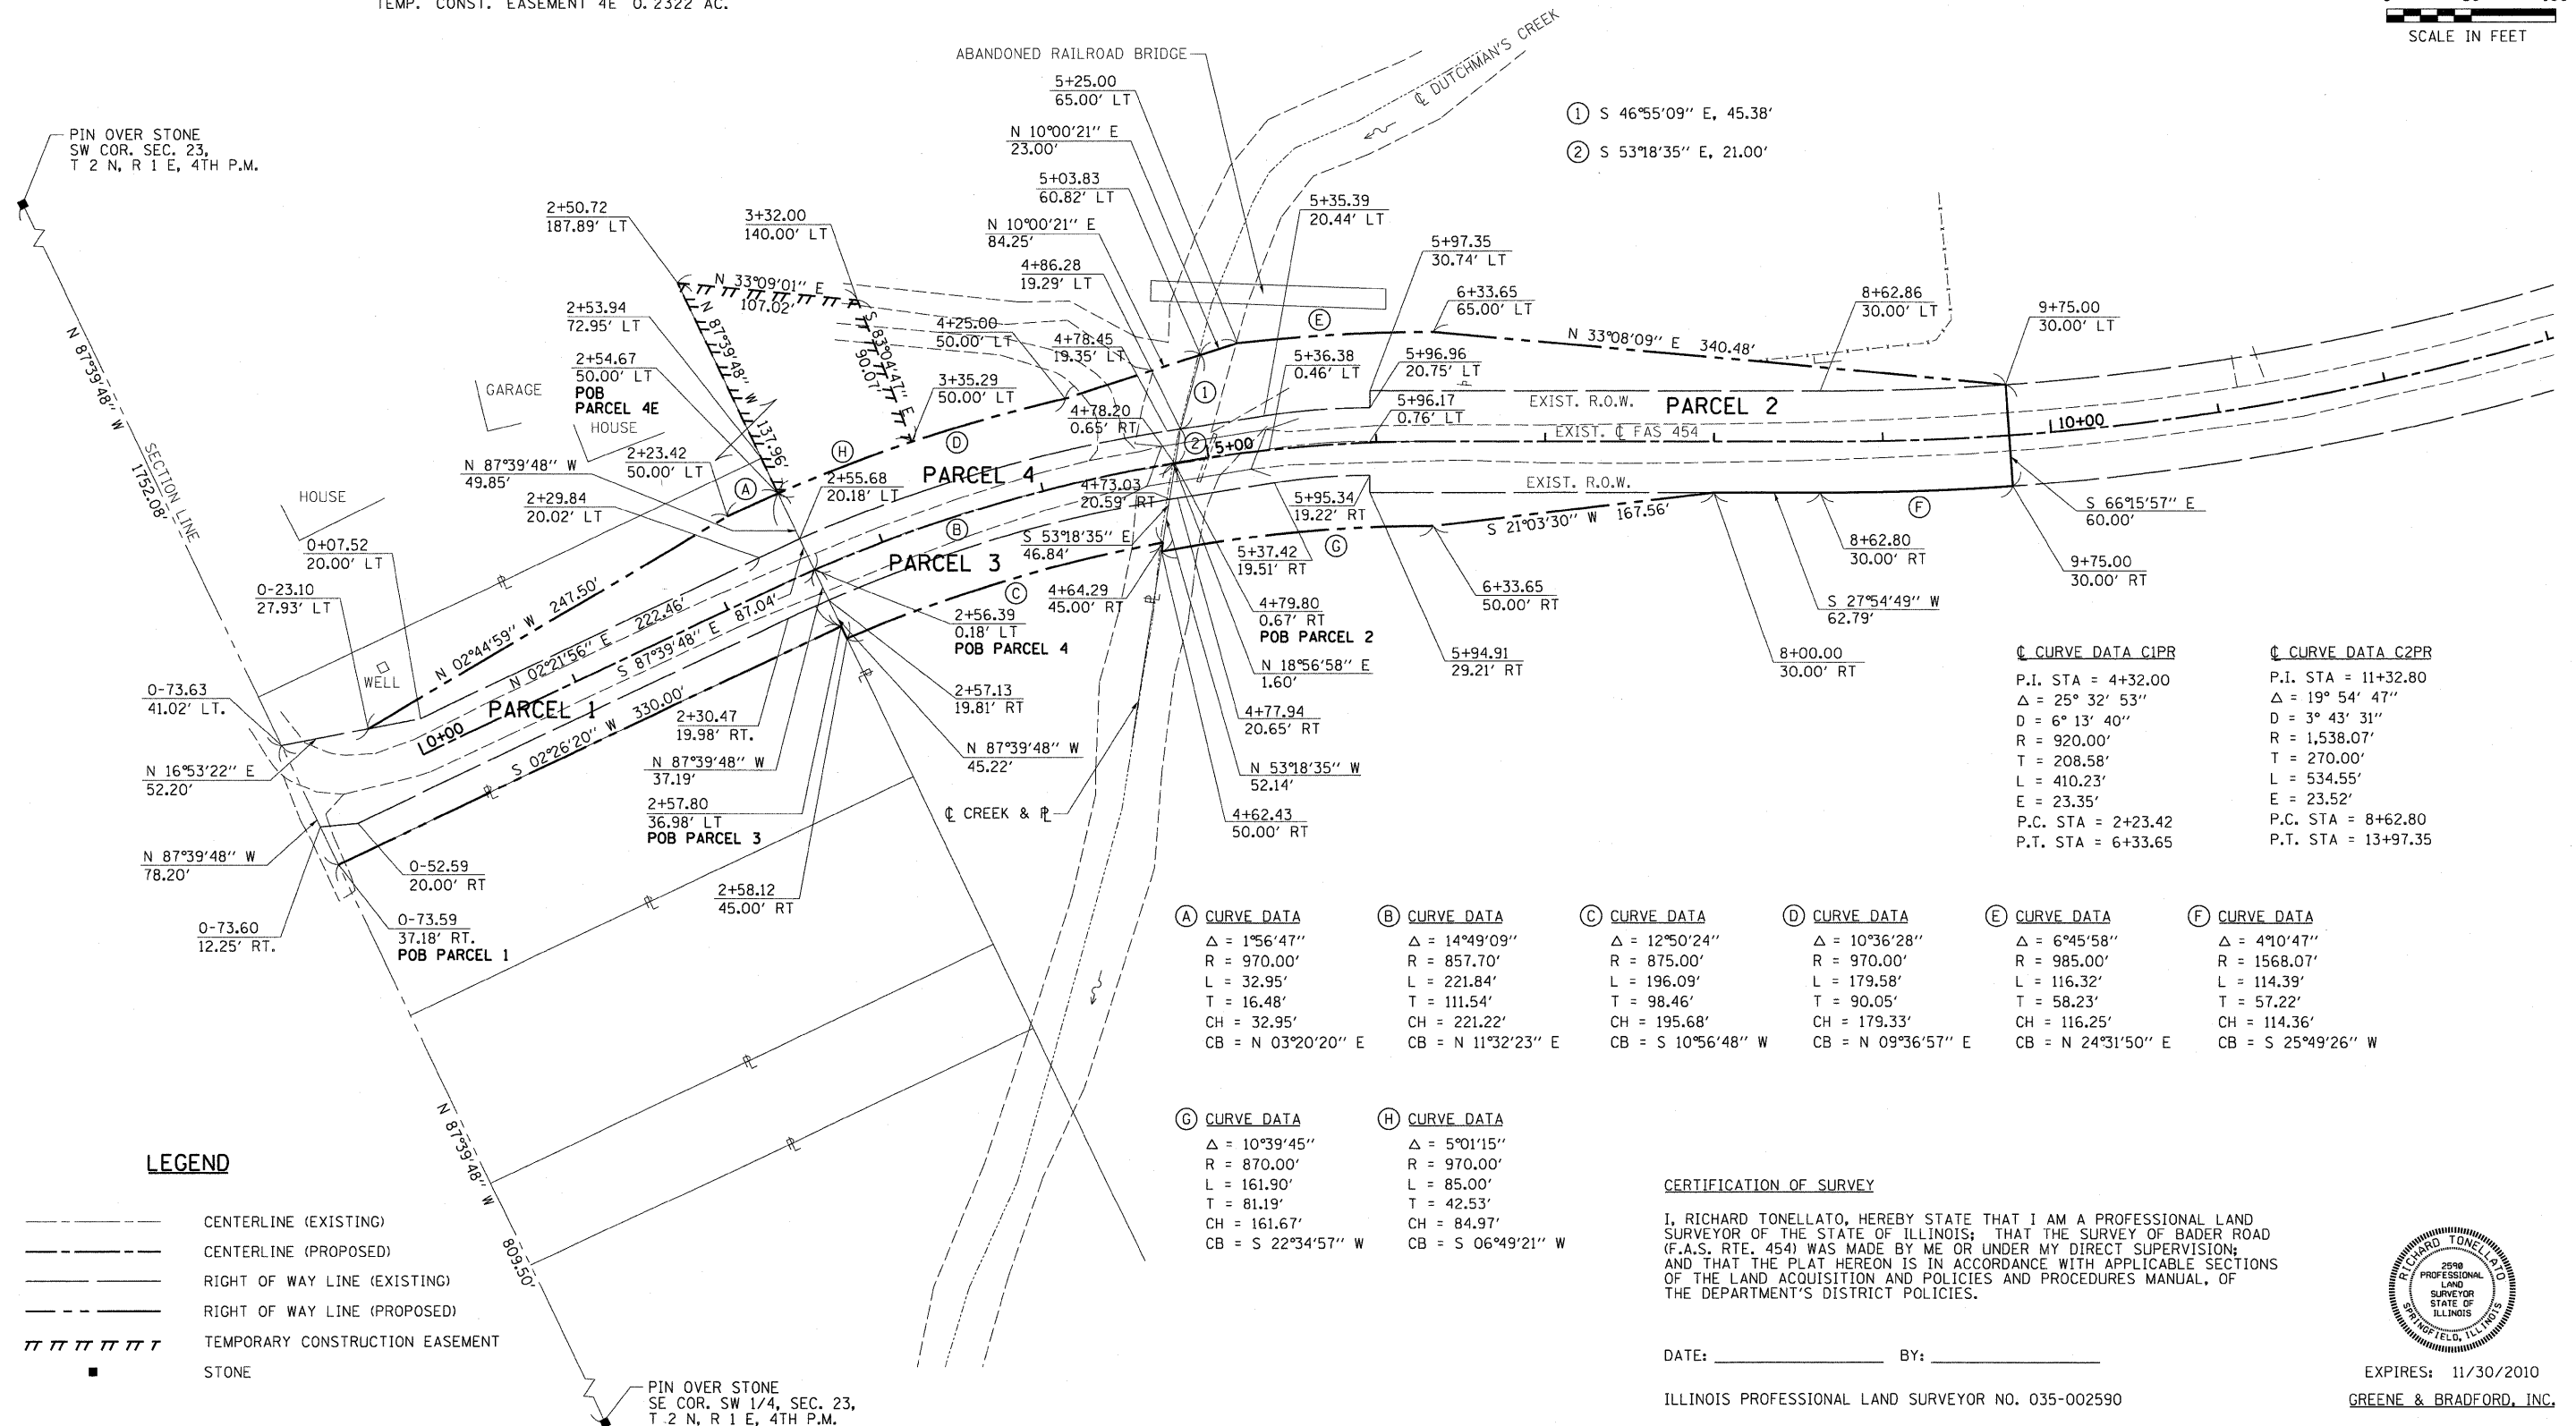 TEMP. CONST. EASEMENT 4E 0.2322 AC.
SCALE IN FEET
ABANDONED RAILROAD BRIDGE
℄ DUTCHMAN'S CREEK
① S 46°55'09" E, 45.38'
② S 53°18'35" E, 21.00'
PIN OVER STONE
SW COR. SEC. 23,
T 2 N, R 1 E, 4TH P.M.
5+25.00
65.00' LT
N 10°00'21" E
23.00'
5+03.83
60.82' LT
N 10°00'21" E
84.25'
4+86.28
19.29' LT
5+35.39
20.44' LT
5+97.35
30.74' LT
6+33.65
65.00' LT
8+62.86
30.00' LT
9+75.00
30.00' LT
2+50.72
187.89' LT
3+32.00
140.00' LT
N 33°09'01" E
107.02'
2+53.94
72.95' LT
2+54.67
50.00' LT
POB
PARCEL 4E
N 87°39'48" W
137.96'
S 83°04'47" E
90.07'
4+25.00
50.00' LT
4+78.45
19.35' LT
3+35.29
50.00' LT
4+78.20
0.65' RT
5+36.38
0.46' LT
5+96.96
20.75' LT
5+96.17
0.76' LT
E
N 33°08'09" E 340.48'
EXIST. R.O.W.
PARCEL 2
EXIST. ℄ FAS 454
5+00
10+00
1
2
GARAGE
HOUSE
2+23.42
50.00' LT
N 87°39'48" W
49.85'
2+29.84
20.02' LT
A
H
D
2+55.68
20.18' LT
PARCEL 4
B
4+73.03
20.59' RT
S 53°18'35" E
46.84'
PARCEL 3
C
EXIST. R.O.W.
5+95.34
19.22' RT
5+37.42
19.51' RT
G
S 21°03'30" W 167.56'
F
S 66°15'57" E
60.00'
HOUSE
0+07.52
20.00' LT
0-23.10
27.93' LT
N 87°39'48" W
SECTION LINE
1752.08'
N 02°44'59" W 247.50'
N 02°21'56" E 222.46'
S 87°39'48" E 87.04'
WELL
PARCEL 1
0+00
S 02°26'20" W 330.00'
0-73.63
41.02' LT.
N 16°53'22" E
52.20'
N 87°39'48" W
78.20'
0-73.60
12.25' RT.
0-52.59
20.00' RT
0-73.59
37.18' RT.
POB PARCEL 1
2+30.47
19.98' RT.
N 87°39'48" W
37.19'
2+57.80
36.98' LT
POB PARCEL 3
2+58.12
45.00' RT
2+56.39
0.18' LT
POB PARCEL 4
2+57.13
19.81' RT
N 87°39'48" W
45.22'
℄ CREEK & ℙL
4+64.29
45.00' RT
4+79.80
0.67' RT
POB PARCEL 2
N 18°56'58" E
1.60'
4+77.94
20.65' RT
N 53°18'35" W
52.14'
4+62.43
50.00' RT
6+33.65
50.00' RT
5+94.91
29.21' RT
8+00.00
30.00' RT
8+62.80
30.00' RT
S 27°54'49" W
62.79'
9+75.00
30.00' RT
℄ CURVE DATA C1PR
P.I. STA = 4+32.00
Δ = 25° 32' 53"
D = 6° 13' 40"
R = 920.00'
T = 208.58'
L = 410.23'
E = 23.35'
P.C. STA = 2+23.42
P.T. STA = 6+33.65
℄ CURVE DATA C2PR
P.I. STA = 11+32.80
Δ = 19° 54' 47"
D = 3° 43' 31"
R = 1,538.07'
T = 270.00'
L = 534.55'
E = 23.52'
P.C. STA = 8+62.80
P.T. STA = 13+97.35
A CURVE DATA
Δ = 1°56'47"
R = 970.00'
L = 32.95'
T = 16.48'
CH = 32.95'
CB = N 03°20'20" E
B CURVE DATA
Δ = 14°49'09"
R = 857.70'
L = 221.84'
T = 111.54'
CH = 221.22'
CB = N 11°32'23" E
C CURVE DATA
Δ = 12°50'24"
R = 875.00'
L = 196.09'
T = 98.46'
CH = 195.68'
CB = S 10°56'48" W
D CURVE DATA
Δ = 10°36'28"
R = 970.00'
L = 179.58'
T = 90.05'
CH = 179.33'
CB = N 09°36'57" E
E CURVE DATA
Δ = 6°45'58"
R = 985.00'
L = 116.32'
T = 58.23'
CH = 116.25'
CB = N 24°31'50" E
F CURVE DATA
Δ = 4°10'47"
R = 1568.07'
L = 114.39'
T = 57.22'
CH = 114.36'
CB = S 25°49'26" W
G CURVE DATA
Δ = 10°39'45"
R = 870.00'
L = 161.90'
T = 81.19'
CH = 161.67'
CB = S 22°34'57" W
H CURVE DATA
Δ = 5°01'15"
R = 970.00'
L = 85.00'
T = 42.53'
CH = 84.97'
CB = S 06°49'21" W
N 87°39'48" W
809.50'
LEGEND
CENTERLINE (EXISTING)
CENTERLINE (PROPOSED)
RIGHT OF WAY LINE (EXISTING)
RIGHT OF WAY LINE (PROPOSED)
TEMPORARY CONSTRUCTION EASEMENT
STONE
PIN OVER STONE
SE COR. SW 1/4, SEC. 23,
T 2 N, R 1 E, 4TH P.M.
CERTIFICATION OF SURVEY
I, RICHARD TONELLATO, HEREBY STATE THAT I AM A PROFESSIONAL LAND
SURVEYOR OF THE STATE OF ILLINOIS; THAT THE SURVEY OF BADER ROAD
(F.A.S. RTE. 454) WAS MADE BY ME OR UNDER MY DIRECT SUPERVISION;
AND THAT THE PLAT HEREON IS IN ACCORDANCE WITH APPLICABLE SECTIONS
OF THE LAND ACQUISITION AND POLICIES AND PROCEDURES MANUAL, OF
THE DEPARTMENT'S DISTRICT POLICIES.
DATE: BY:
ILLINOIS PROFESSIONAL LAND SURVEYOR NO. 035-002590
RICHARD TONELLATO
2590
PROFESSIONAL
LAND
SURVEYOR
STATE OF
ILLINOIS
SPRINGFIELD, ILLINOIS
EXPIRES: 11/30/2010
GREENE & BRADFORD, INC.